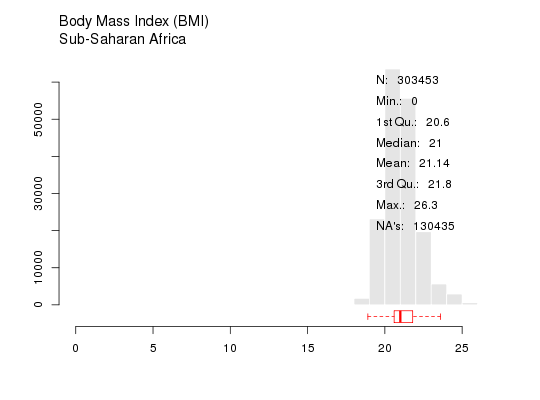 Body Mass Index (BMI)
Sub-Saharan Africa
N: 303453
Min.: 0
1st Qu.: 20.6
Median: 21
Mean: 21.14
3rd Qu.: 21.8
Max.: 26.3
NA's: 130435
50000
30000
10000
0
0 5 10 15 20 25